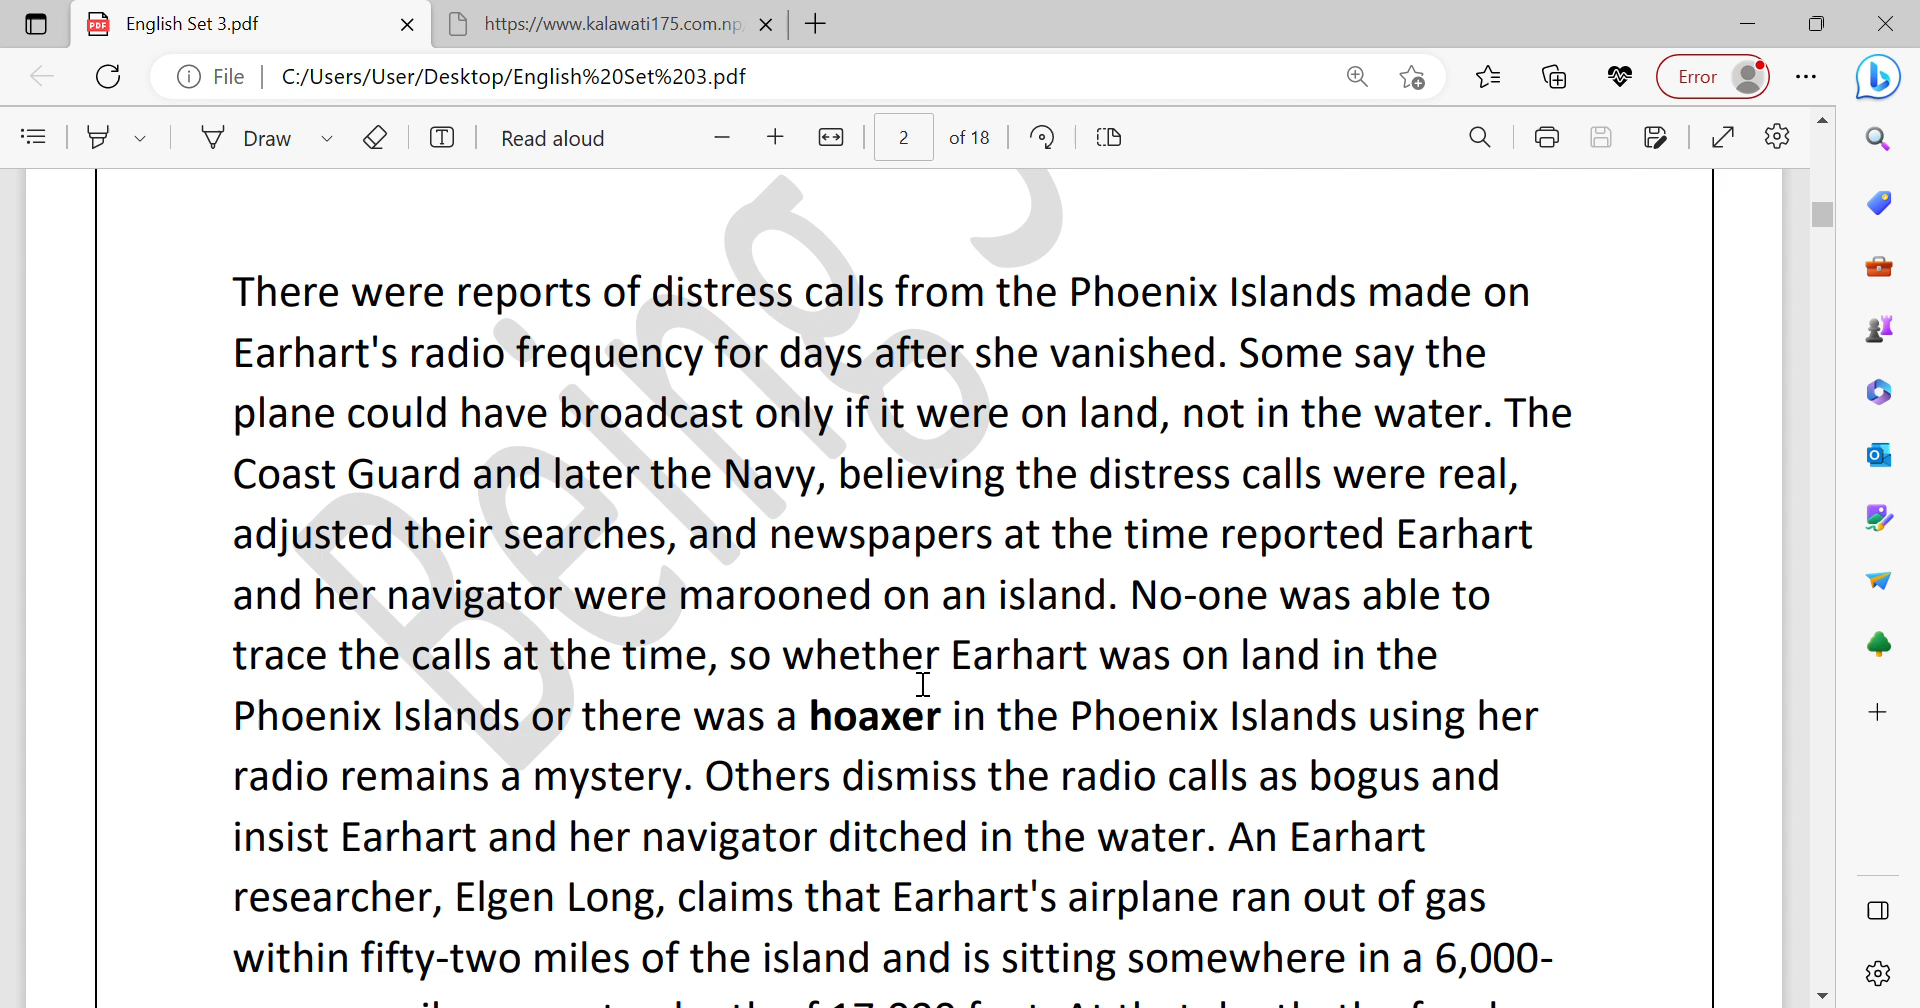 English Set 3.pdf
https://www.kalawati175.com.np/
File
C:/Users/User/Desktop/English%20Set%203.pdf
Error
Draw
Read aloud
2
of 18
Being S
There were reports of distress calls from the Phoenix Islands made on
Earhart's radio frequency for days after she vanished. Some say the
plane could have broadcast only if it were on land, not in the water. The
Coast Guard and later the Navy, believing the distress calls were real,
adjusted their searches, and newspapers at the time reported Earhart
and her navigator were marooned on an island. No-one was able to
trace the calls at the time, so whether Earhart was on land in the
Phoenix Islands or there was a hoaxer in the Phoenix Islands using her
radio remains a mystery. Others dismiss the radio calls as bogus and
insist Earhart and her navigator ditched in the water. An Earhart
researcher, Elgen Long, claims that Earhart's airplane ran out of gas
within fifty-two miles of the island and is sitting somewhere in a 6,000-